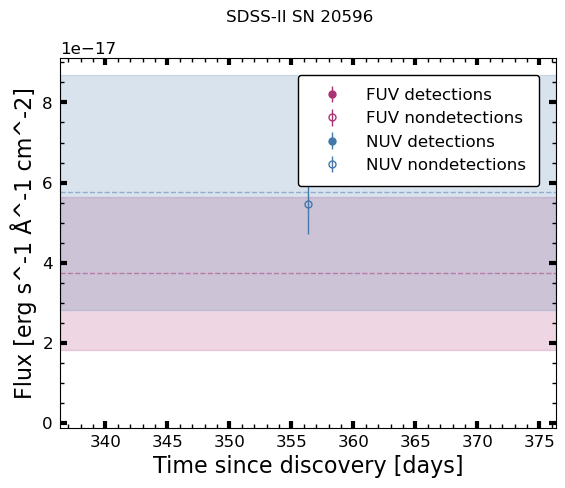 SDSS-II SN 20596
1e−17
FUV detections
FUV nondetections
NUV detections
NUV nondetections
8
6
4
2
0
Flux [erg s^-1 Å^-1 cm^-2]
340 345 350 355 360 365 370 375
Time since discovery [days]